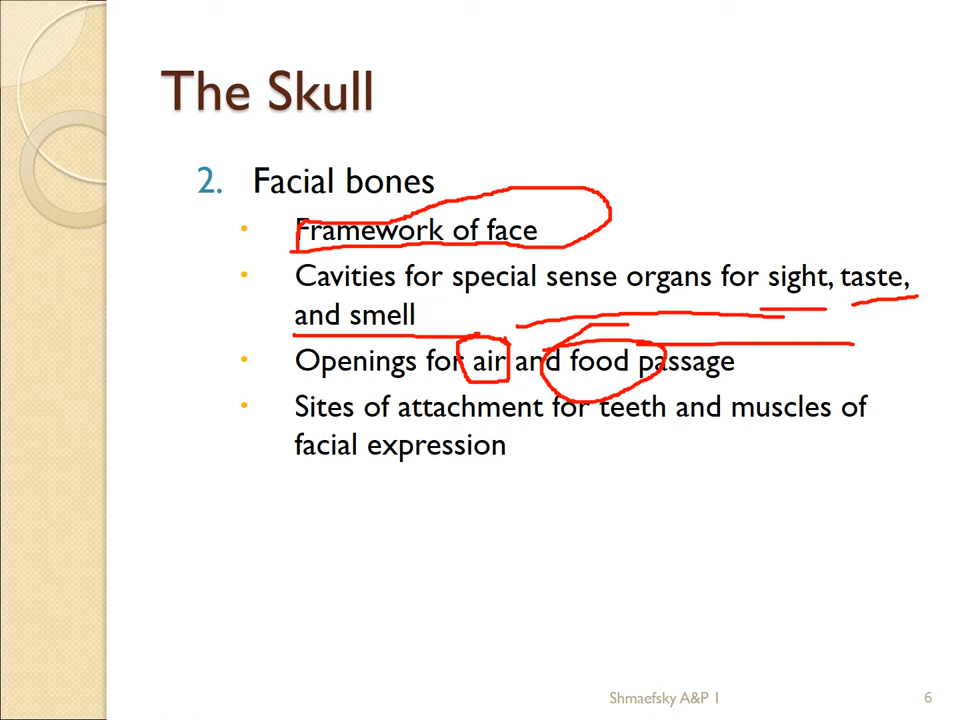 The Skull
2. Facial bones
• Framework of face
• Cavities for special sense organs for sight, taste,
and smell
• Openings for air and food passage
• Sites of attachment for teeth and muscles of
facial expression
Shmaefsky A&P 1 6